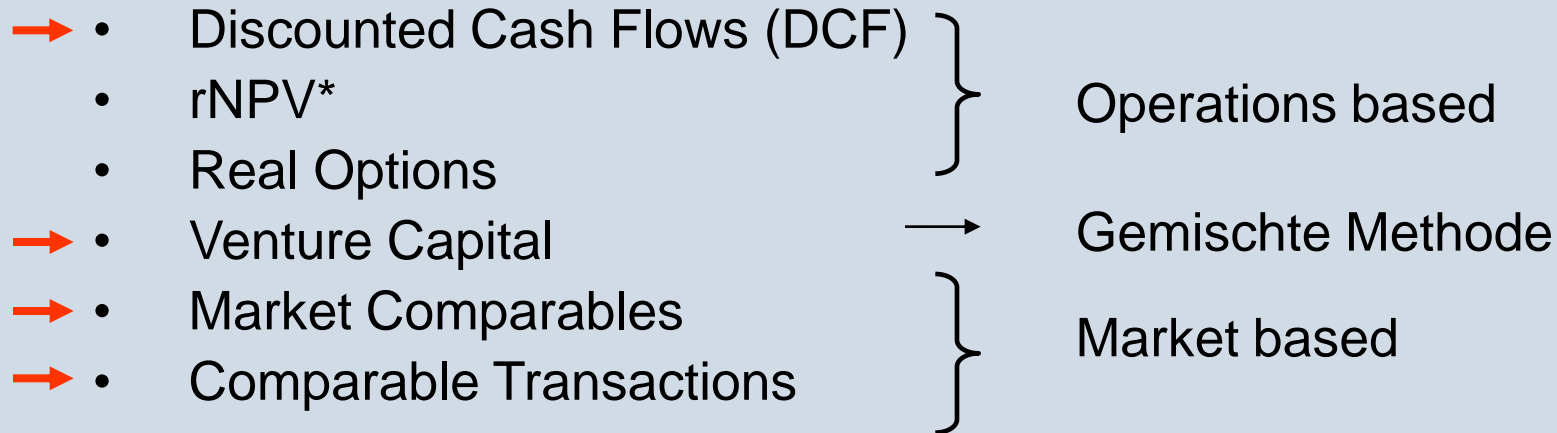 • Discounted Cash Flows (DCF)
• rNPV*
Operations based
• Real Options
• Venture Capital
Gemischte Methode
• Market Comparables
Market based
• Comparable Transactions